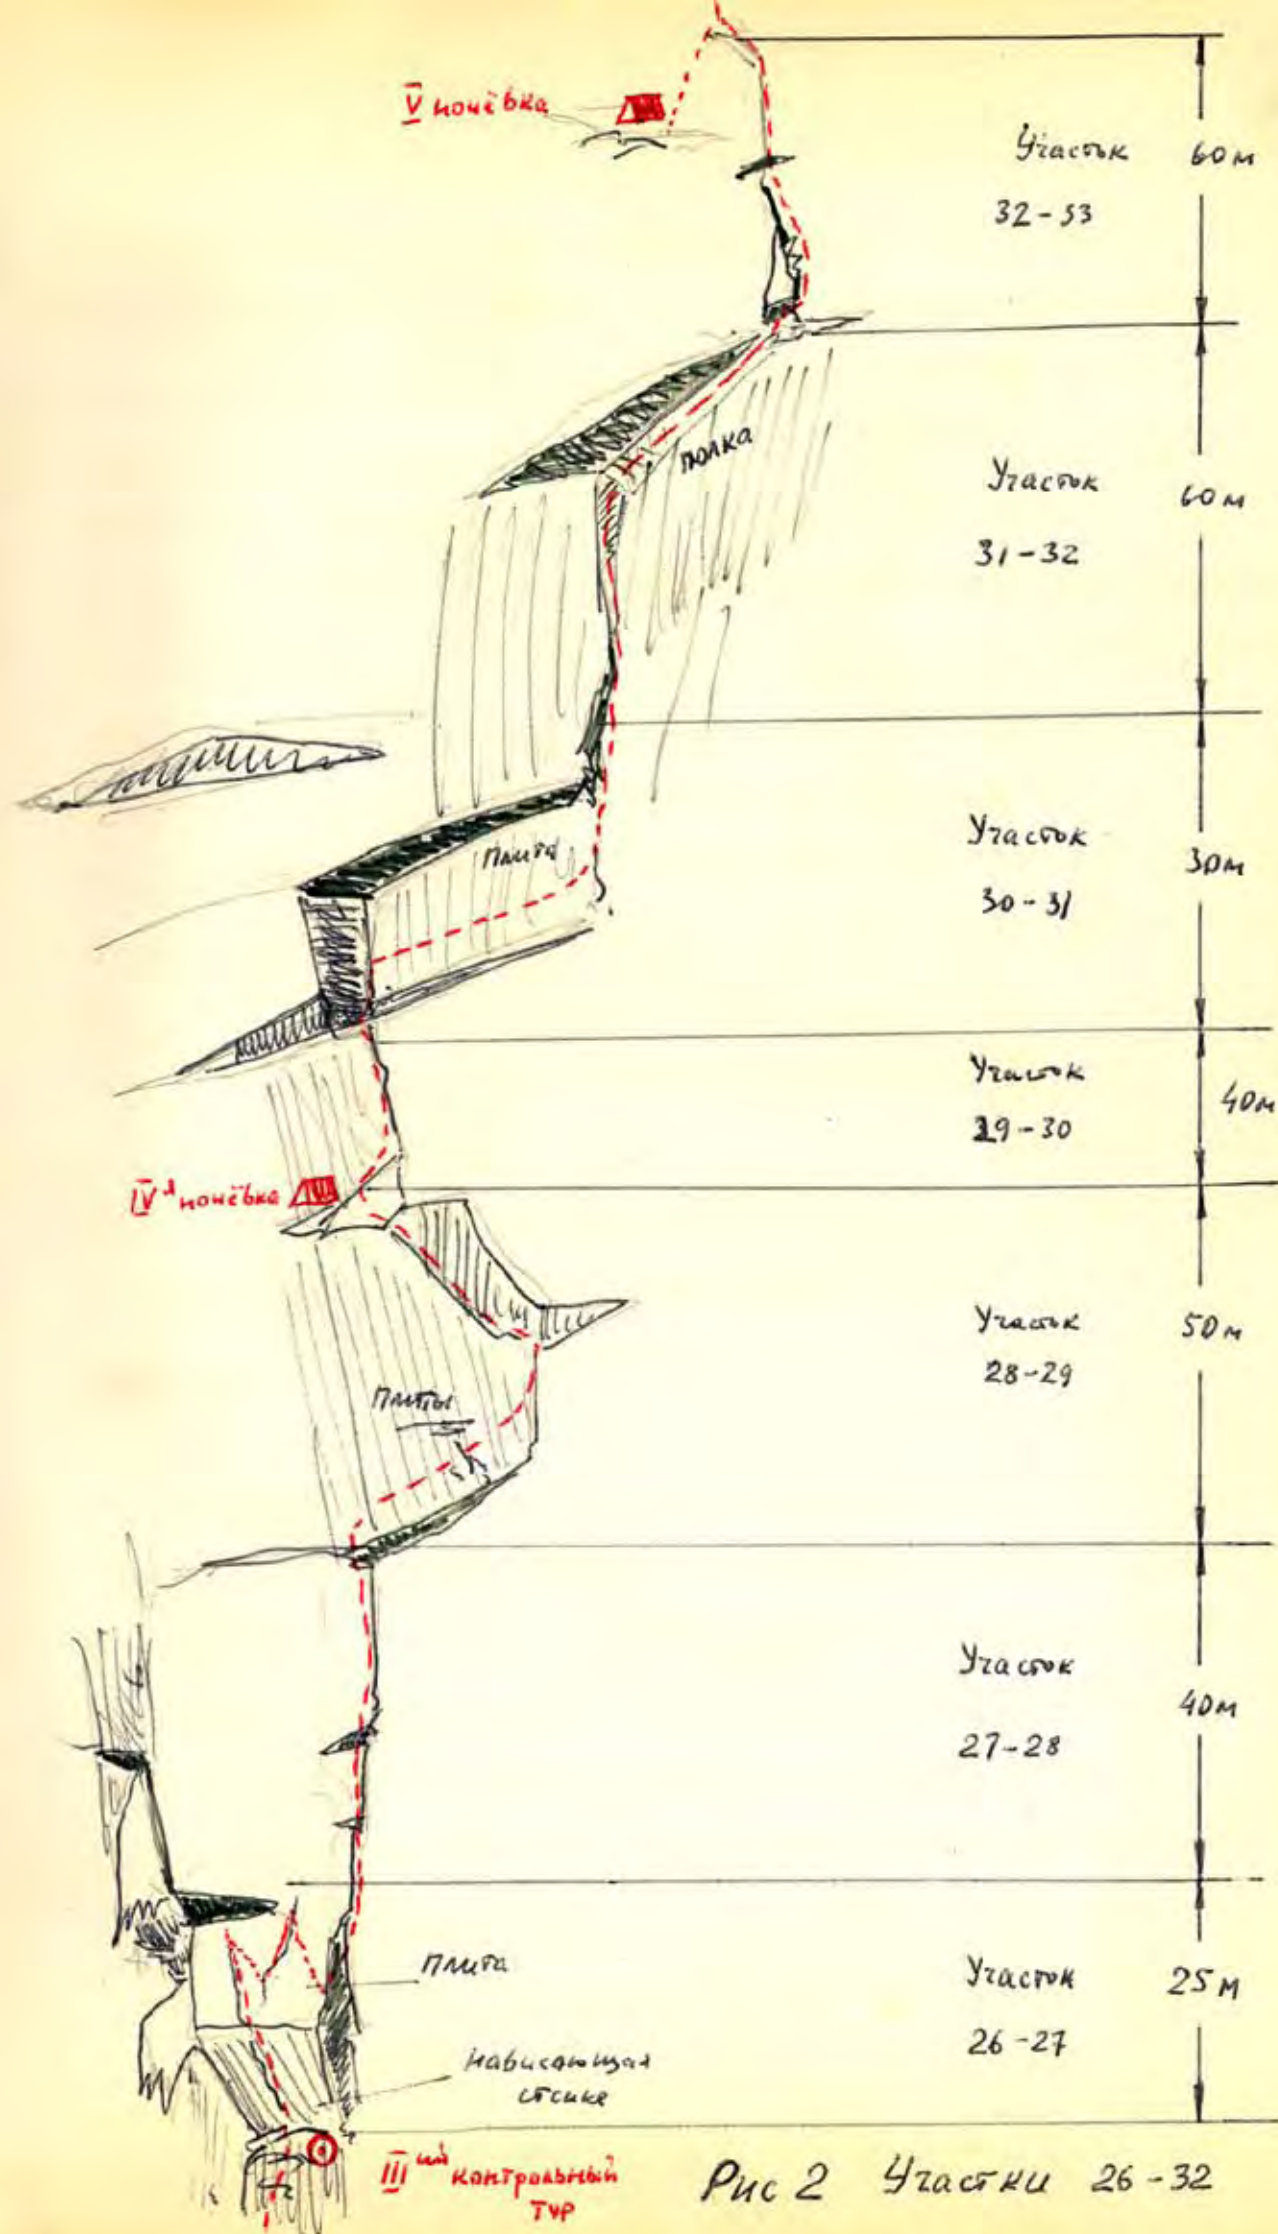 V ночёвка
Участок 60м
32-33
полка
Участок 60м
31-32
Плита
Участок 30м
30-31
Участок 40м
29-30
IVя ночёвка
Участок 50м
28-29
Плиты
Участок 40м
27-28
Плита
Участок 25м
26-27
Нависающая
стенка
IIIий контрольный
тур
Рис 2 Участки 26-32